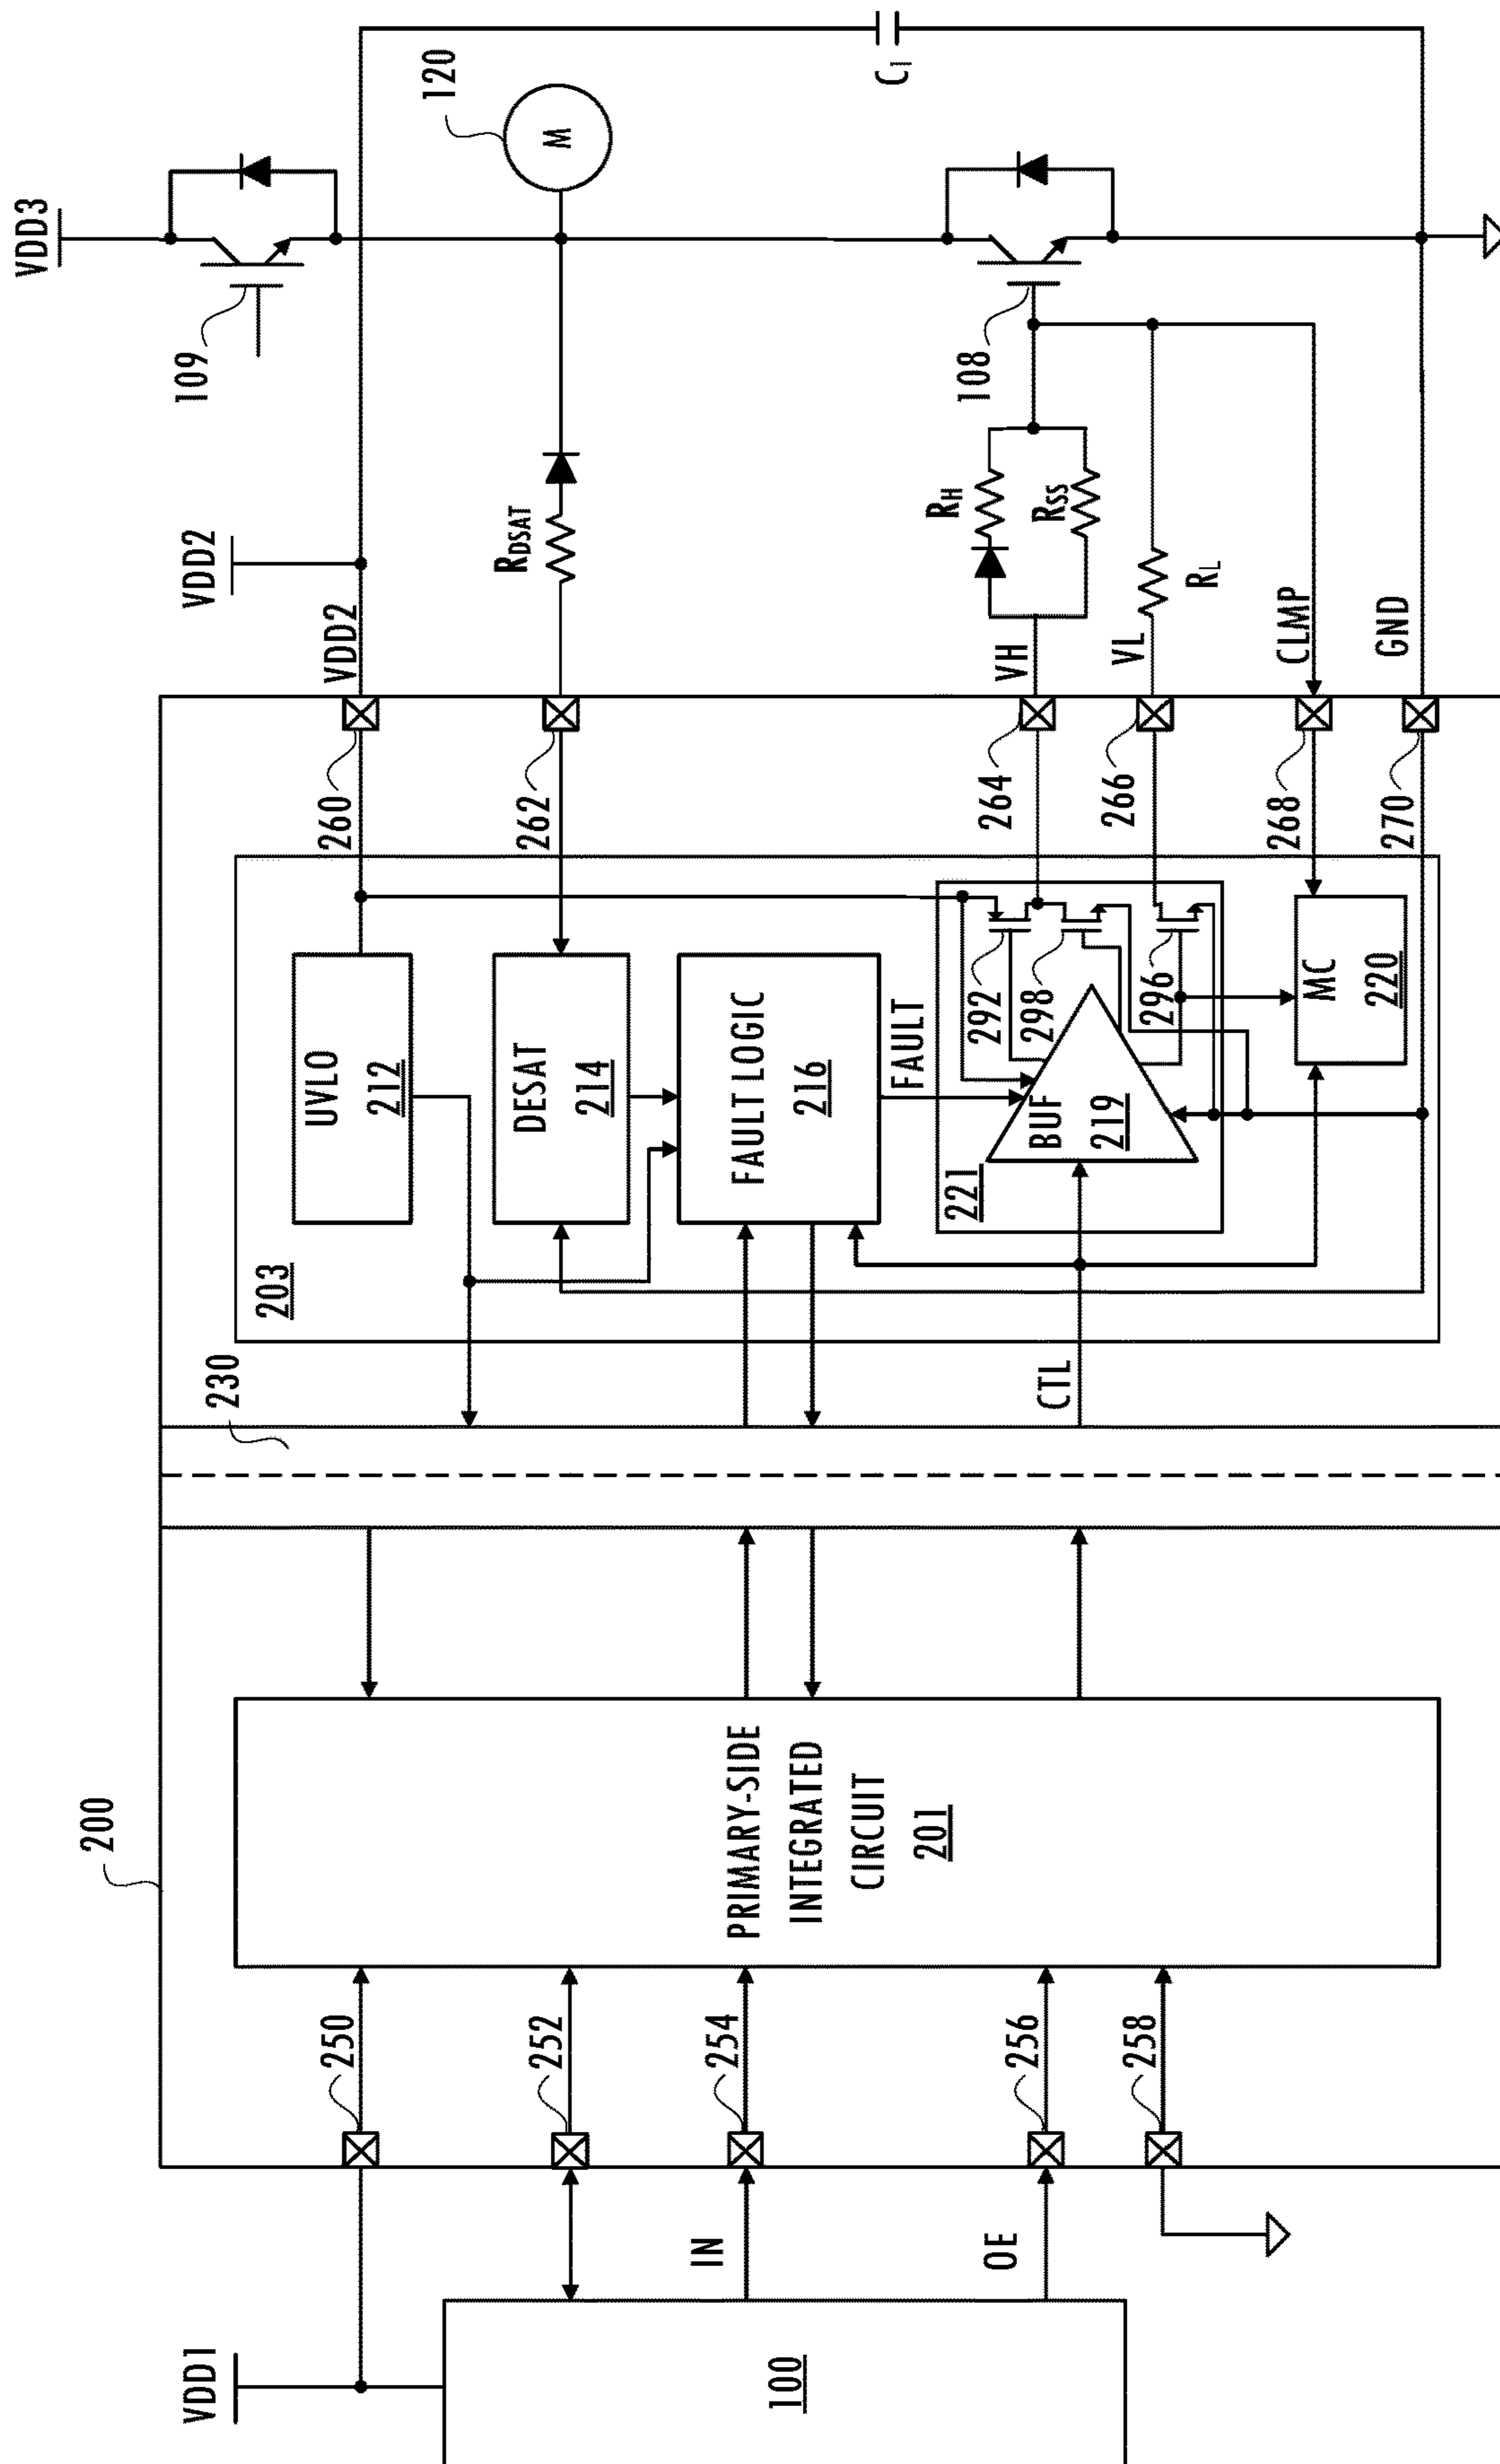 VDD1
100
IN
OE
200
250
252
254
256
258
PRIMARY-SIDE
INTEGRATED
CIRCUIT
201
230
CTL
203
UVLO
212
DESAT
214
FAULT LOGIC
216
FAULT
221
BUF
219
292
298
296
MC
220
260
262
264
266
268
270
VDD2
VH
VL
CLMP
GND
VDD2
RDSAT
RH
RSS
RL
109
108
VDD3
120
M
C1